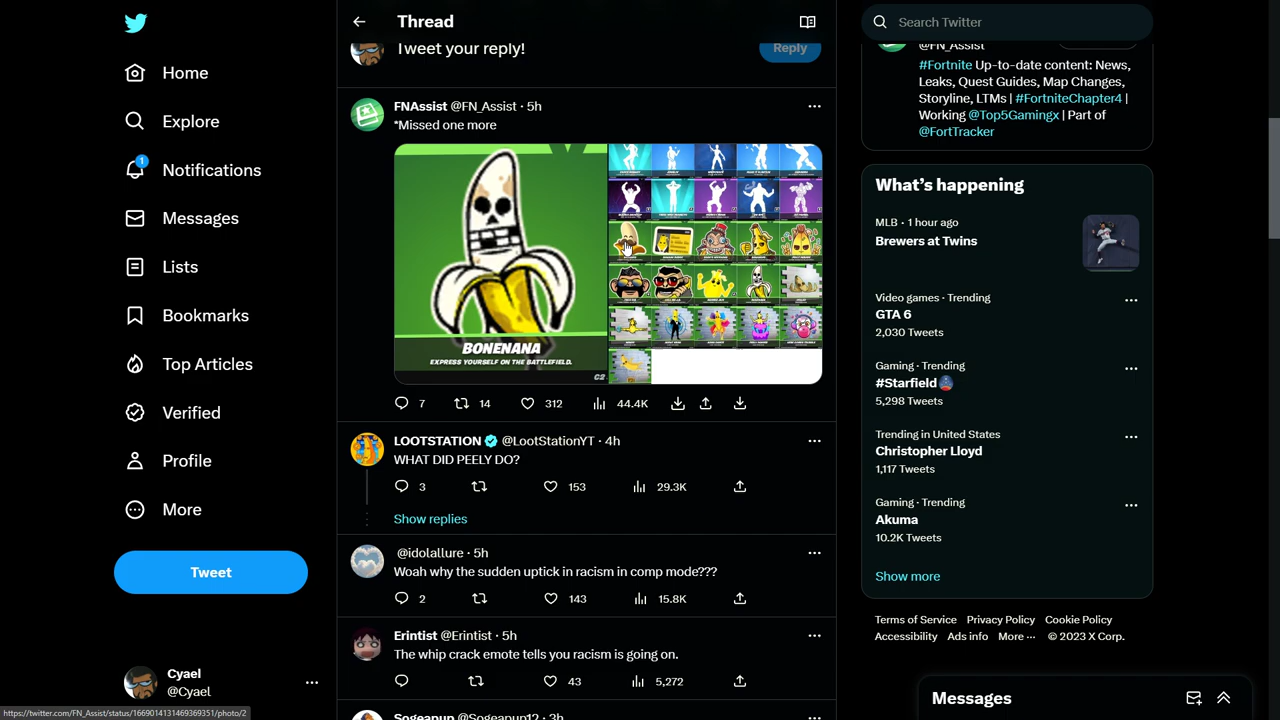 Thread
Search Twitter
Home
Explore
1
Notifications
Messages
Lists
Bookmarks
Top Articles
Verified
Profile
More
Tweet
Cyael
@Cyael
https://twitter.com/FN_Assist/status/1669014131469369351/photo/2
Tweet your reply!
Reply
FNAssist @FN_Assist · 5h
*Missed one more
BONENANA
EXPRESS YOURSELF ON THE BATTLEFIELD.
C2
7 14 312 44.4K
LOOTSTATION @LootStationYT · 4h
WHAT DID PEELY DO?
3 153 29.3K
Show replies
@idolallure · 5h
Woah why the sudden uptick in racism in comp mode???
2 143 15.8K
Erintist @Erintist · 5h
The whip crack emote tells you racism is going on.
43 5,272
Sogeapup @Sogeapup12 · 3h
@FN_Assist
#Fortnite Up-to-date content: News,
Leaks, Quest Guides, Map Changes,
Storyline, LTMs | #FortniteChapter4 |
Working @Top5Gamingx | Part of
@FortTracker
What's happening
MLB · 1 hour ago
Brewers at Twins
Video games · Trending
GTA 6
2,030 Tweets
Gaming · Trending
#Starfield
5,298 Tweets
Trending in United States
Christopher Lloyd
1,117 Tweets
Gaming · Trending
Akuma
10.2K Tweets
Show more
Terms of Service Privacy Policy Cookie Policy
Accessibility Ads info More ··· © 2023 X Corp.
Messages